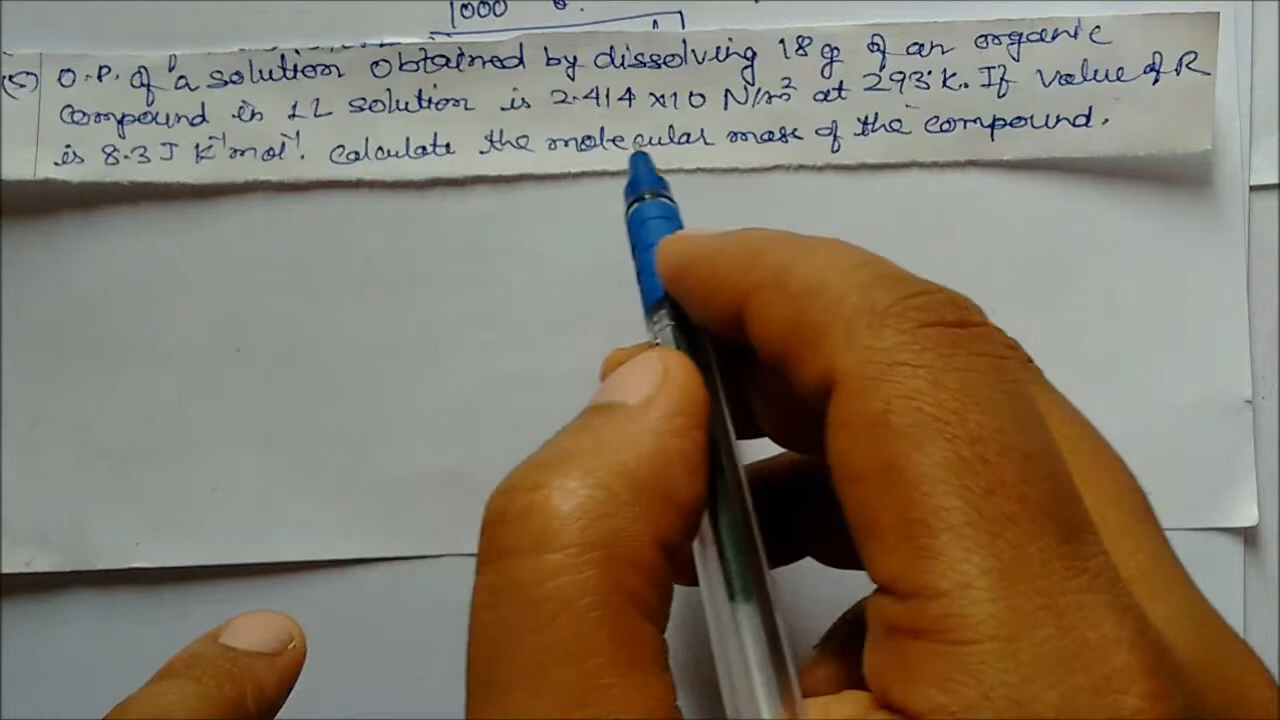 1000
(5) O.P. of a solution obtained by dissolving 18 g of an organic
compound in 1L solution is 2.414 x10 N/m² at 293°K. If value of R
is 8.3 J K⁻¹mol⁻¹. Calculate the molecular mass of the compound.